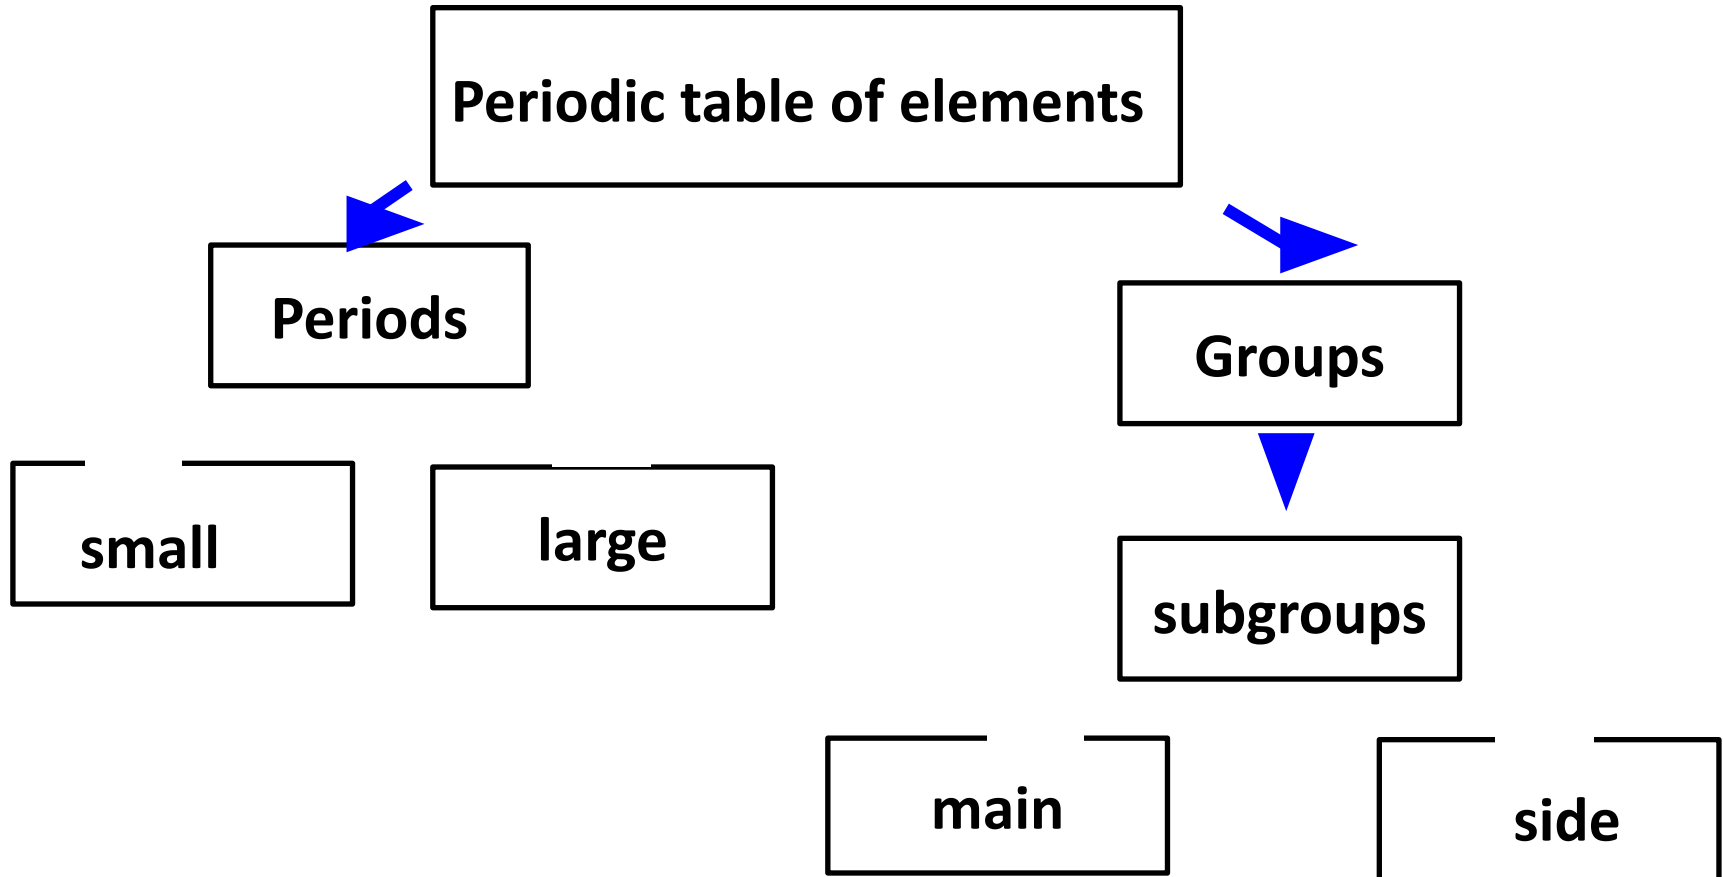 Periodic table of elements
Periods
Groups
small
large
subgroups
main
side